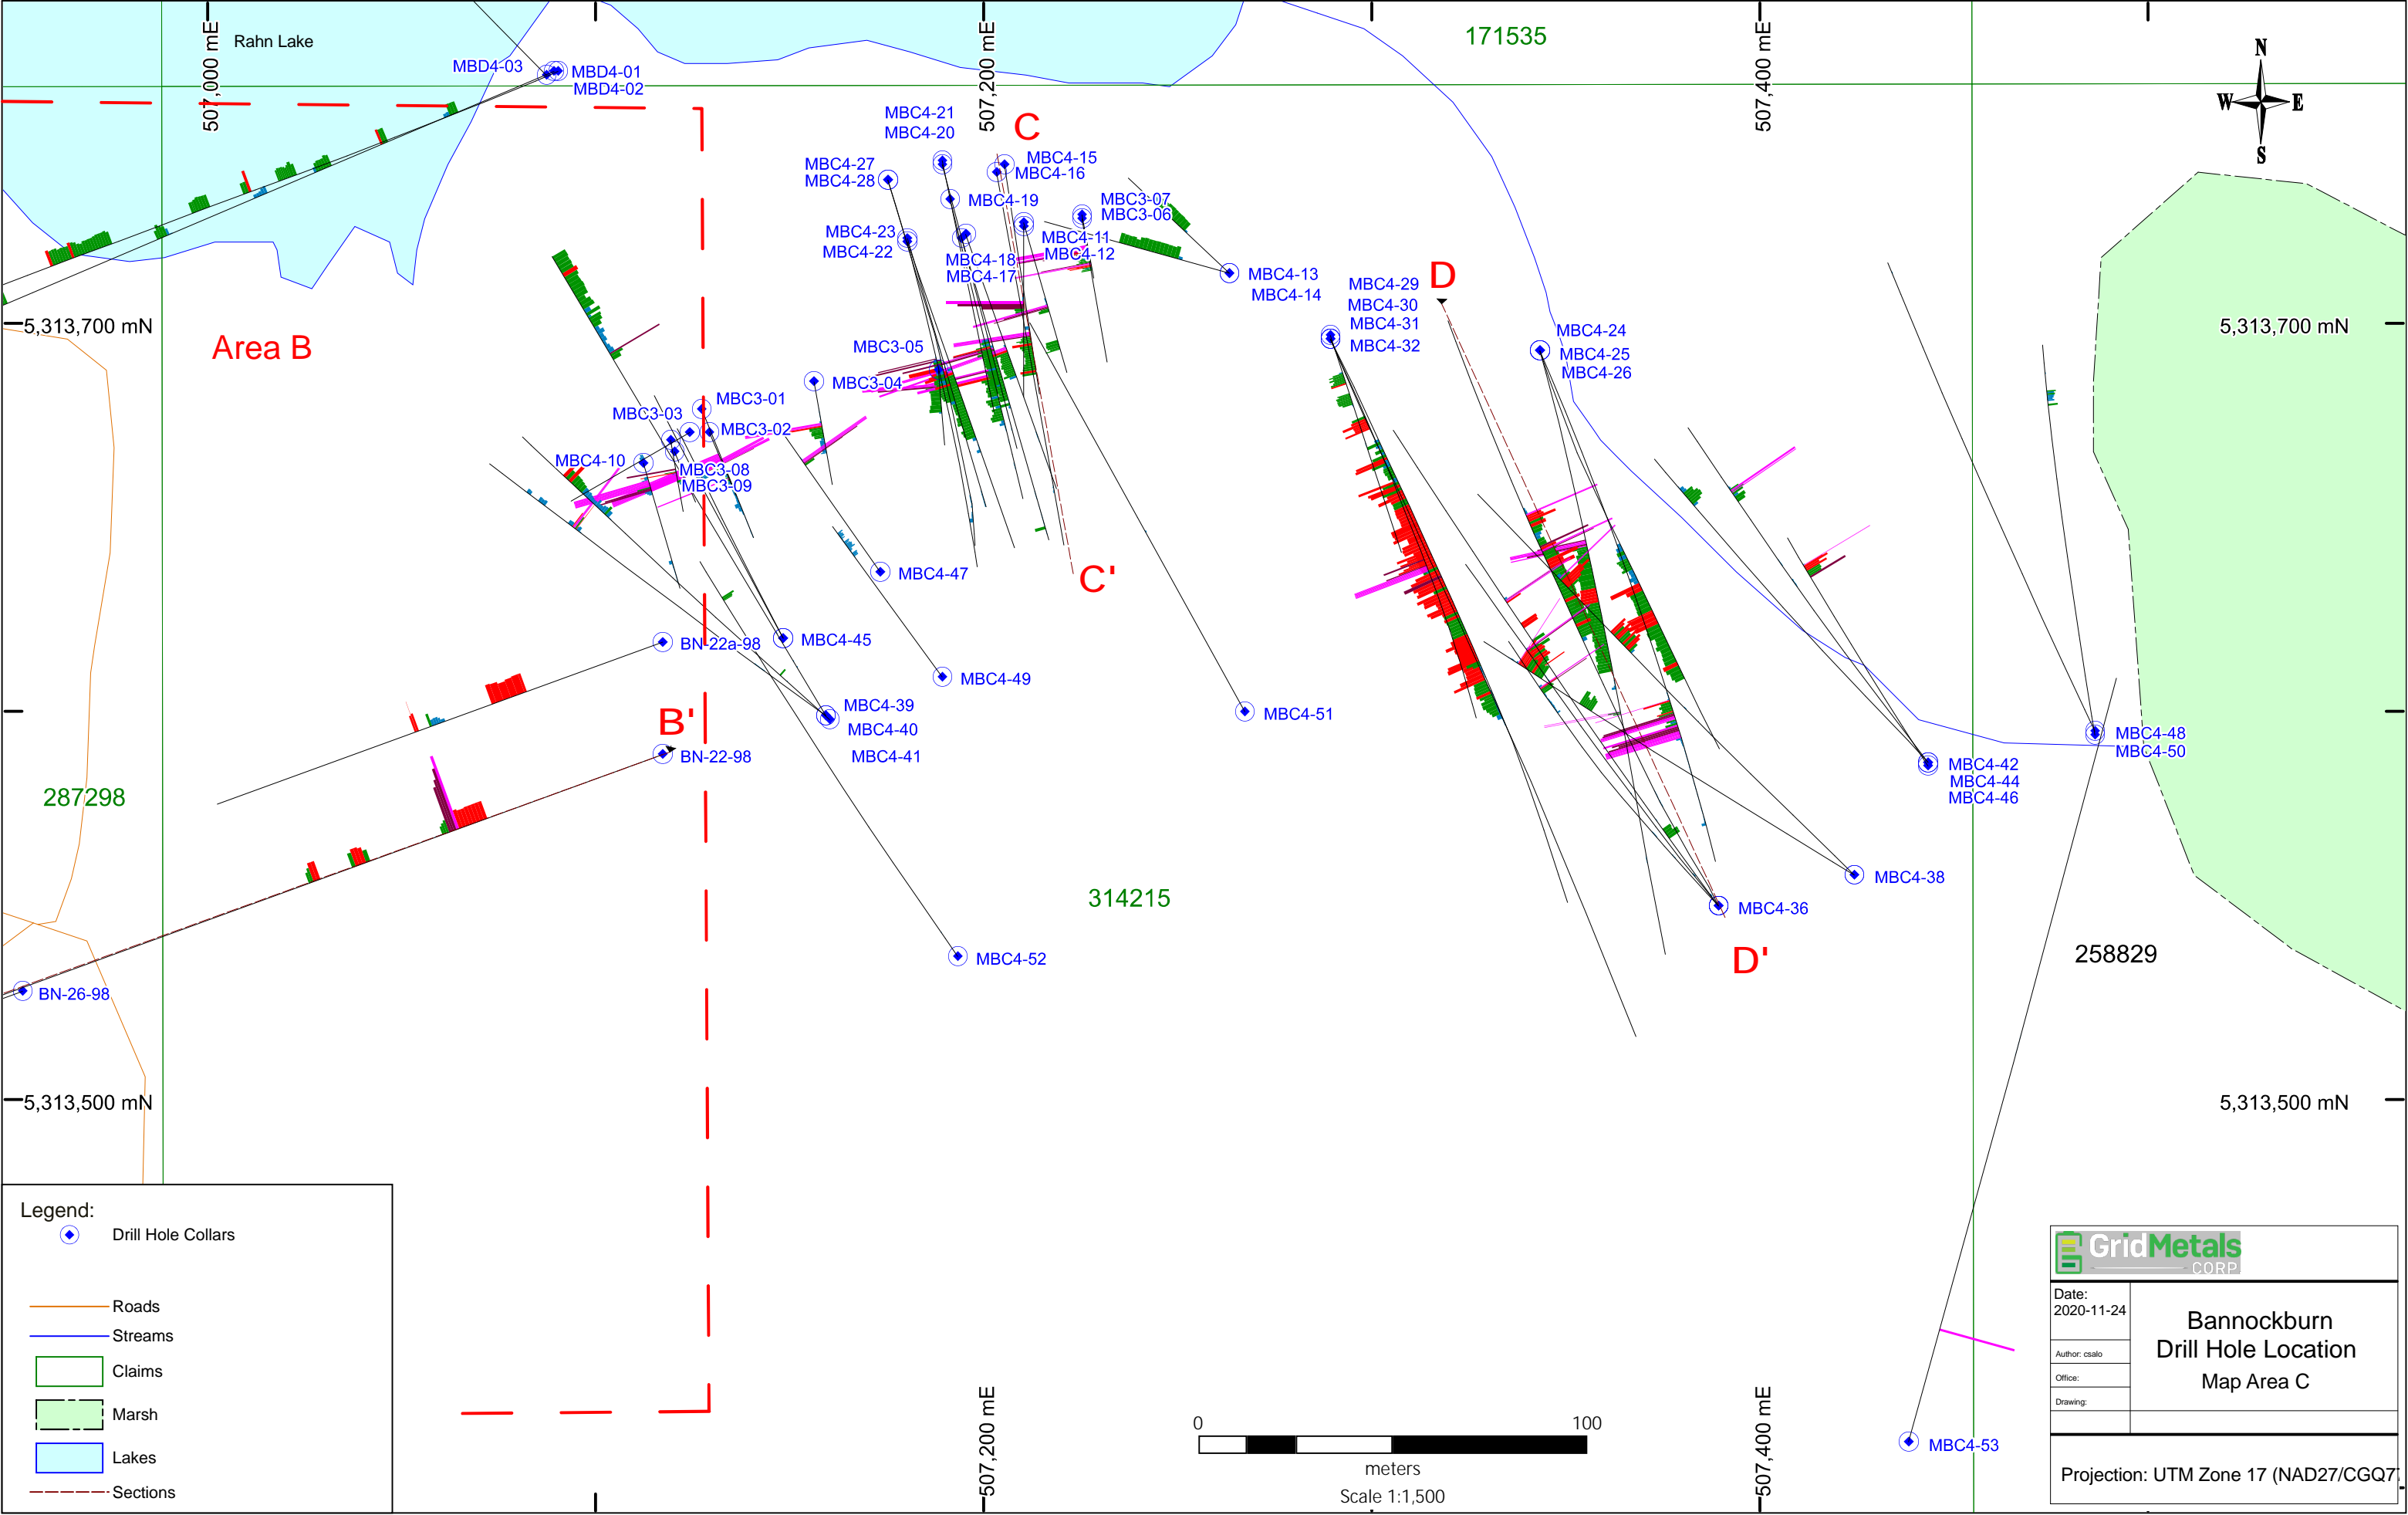 171535
Rahn Lake
507,000 mE
507,200 mE
507,400 mE
N
W E
S
MBD4-03
MBD4-01
MBD4-02
MBC4-21
MBC4-20
C
MBC4-27
MBC4-28
MBC4-15
MBC4-16
MBC4-19
MBC3-07
MBC3-06
MBC4-23
MBC4-22
MBC4-11
MBC4-12
MBC4-18
MBC4-17
MBC4-13
MBC4-14
D
MBC4-29
MBC4-30
MBC4-31
MBC4-32
MBC4-24
MBC4-25
MBC4-26
5,313,700 mN
5,313,700 mN
Area B
MBC3-05
MBC3-04
MBC3-01
MBC3-03
MBC3-02
MBC4-10
MBC3-08
MBC3-09
MBC4-47
C'
BN-22a-98
MBC4-45
MBC4-49
MBC4-39
MBC4-40
MBC4-41
MBC4-51
B'
BN-22-98
MBC4-48
MBC4-50
MBC4-42
MBC4-44
MBC4-46
287298
314215
MBC4-38
MBC4-36
D'
258829
MBC4-52
BN-26-98
5,313,500 mN
5,313,500 mN
Legend:
Drill Hole Collars
Roads
Streams
Claims
Marsh
Lakes
Sections
507,200 mE
507,400 mE
0 100
meters
Scale 1:1,500
MBC4-53
GridMetals
CORP
Date:
2020-11-24
Author: csalo
Office:
Drawing:
Bannockburn
Drill Hole Location
Map Area C
Projection: UTM Zone 17 (NAD27/CGQ7